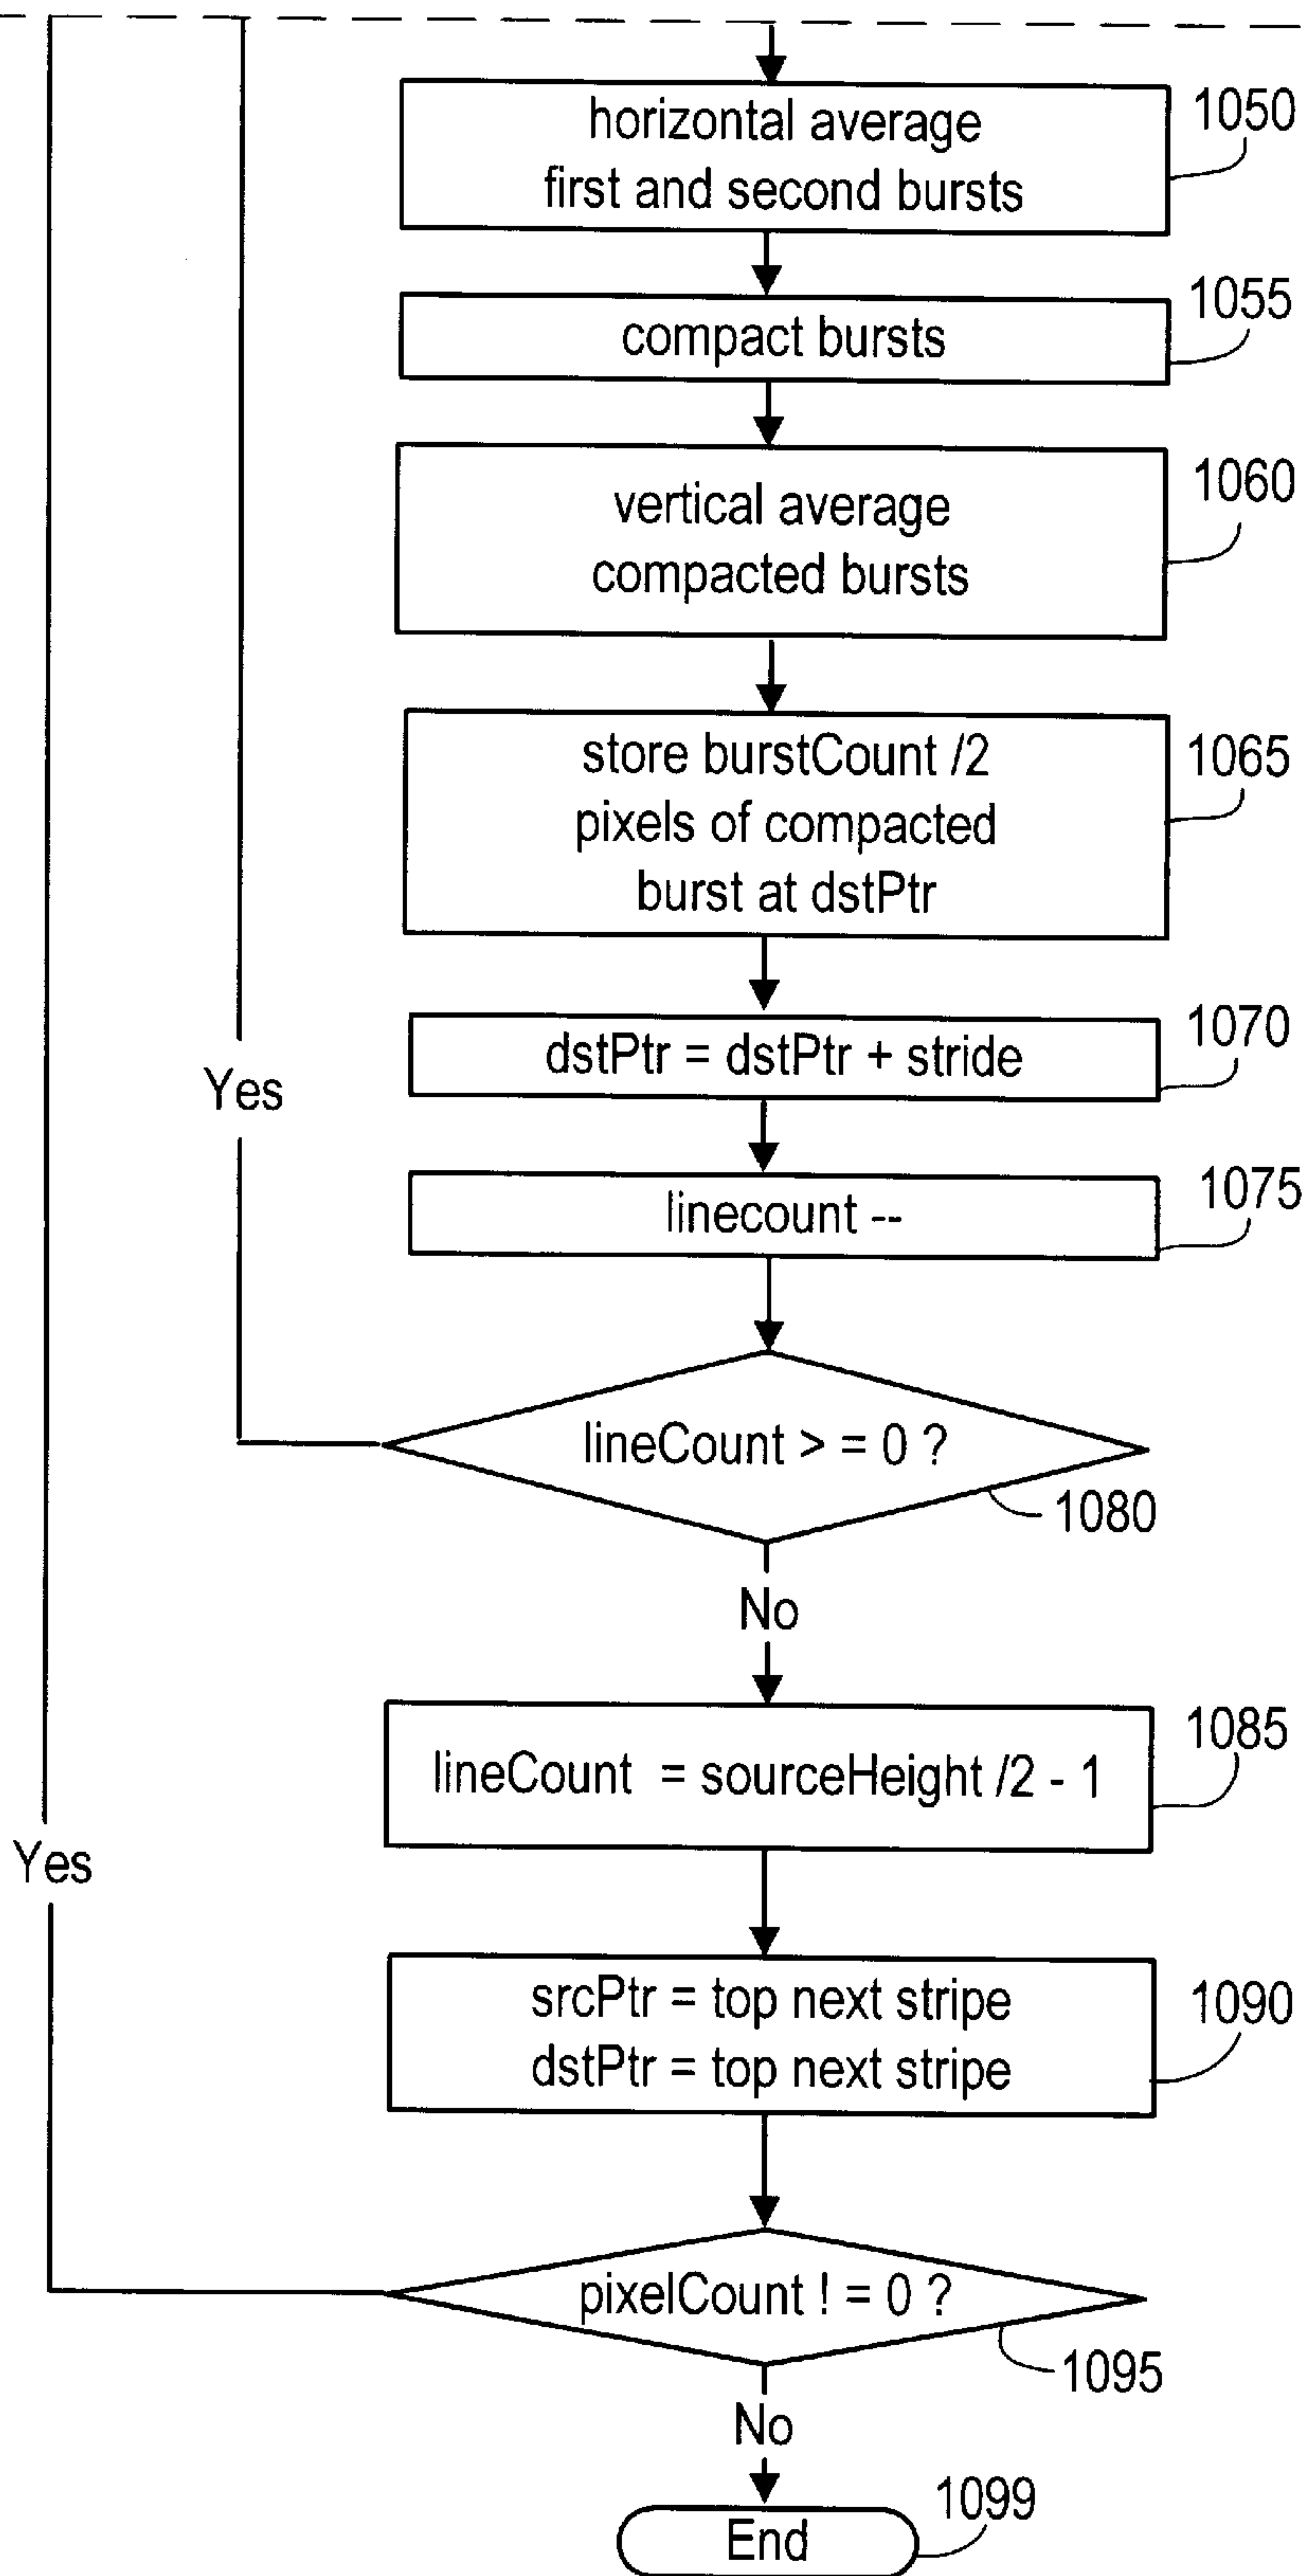 horizontal average
first and second bursts
1050
compact bursts
1055
vertical average
compacted bursts
1060
store burstCount /2
pixels of compacted
burst at dstPtr
1065
dstPtr = dstPtr + stride
1070
Yes
linecount --
1075
lineCount > = 0 ?
1080
No
lineCount = sourceHeight /2 - 1
1085
Yes
srcPtr = top next stripe
dstPtr = top next stripe
1090
pixelCount ! = 0 ?
1095
No
End
1099